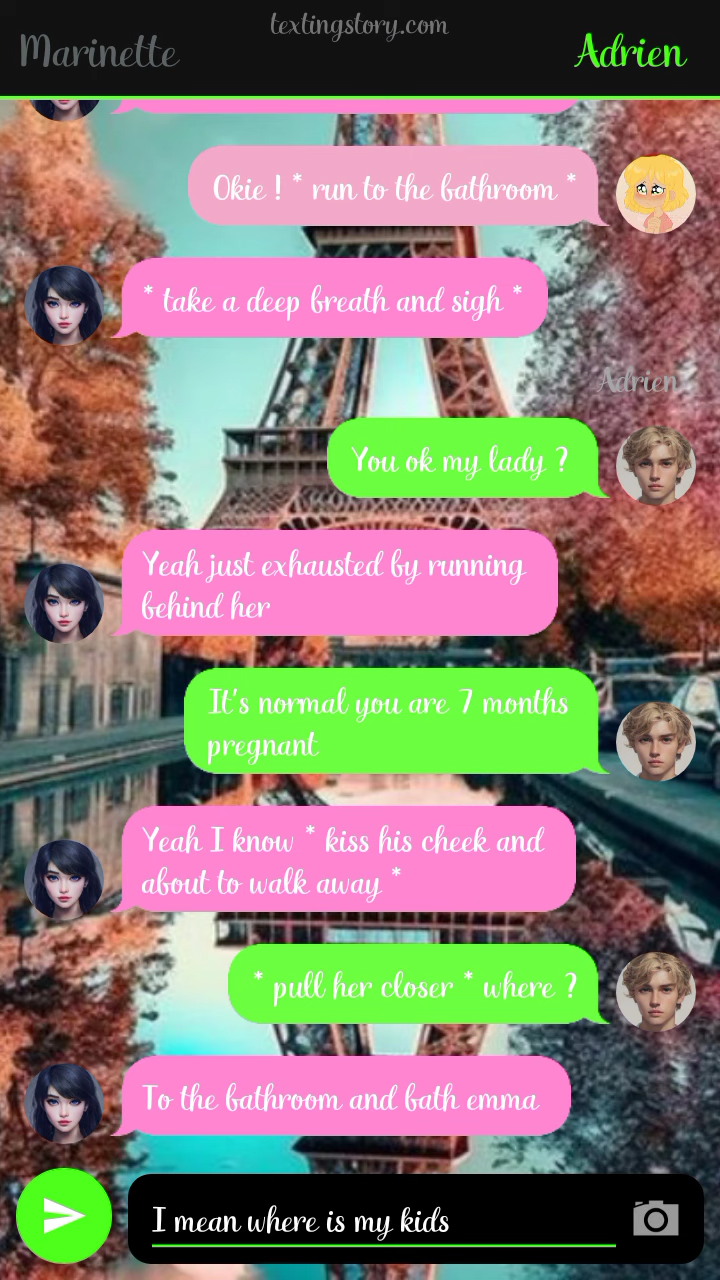 textingstory.com
Marinette
Adrien
Okie ! * run to the bathroom *
* take a deep breath and sigh *
Adrien
You ok my lady ?
Yeah just exhausted by running
behind her
It's normal you are 7 months
pregnant
Yeah I know * kiss his cheek and
about to walk away *
* pull her closer * where ?
To the bathroom and bath emma
I mean where is my kids